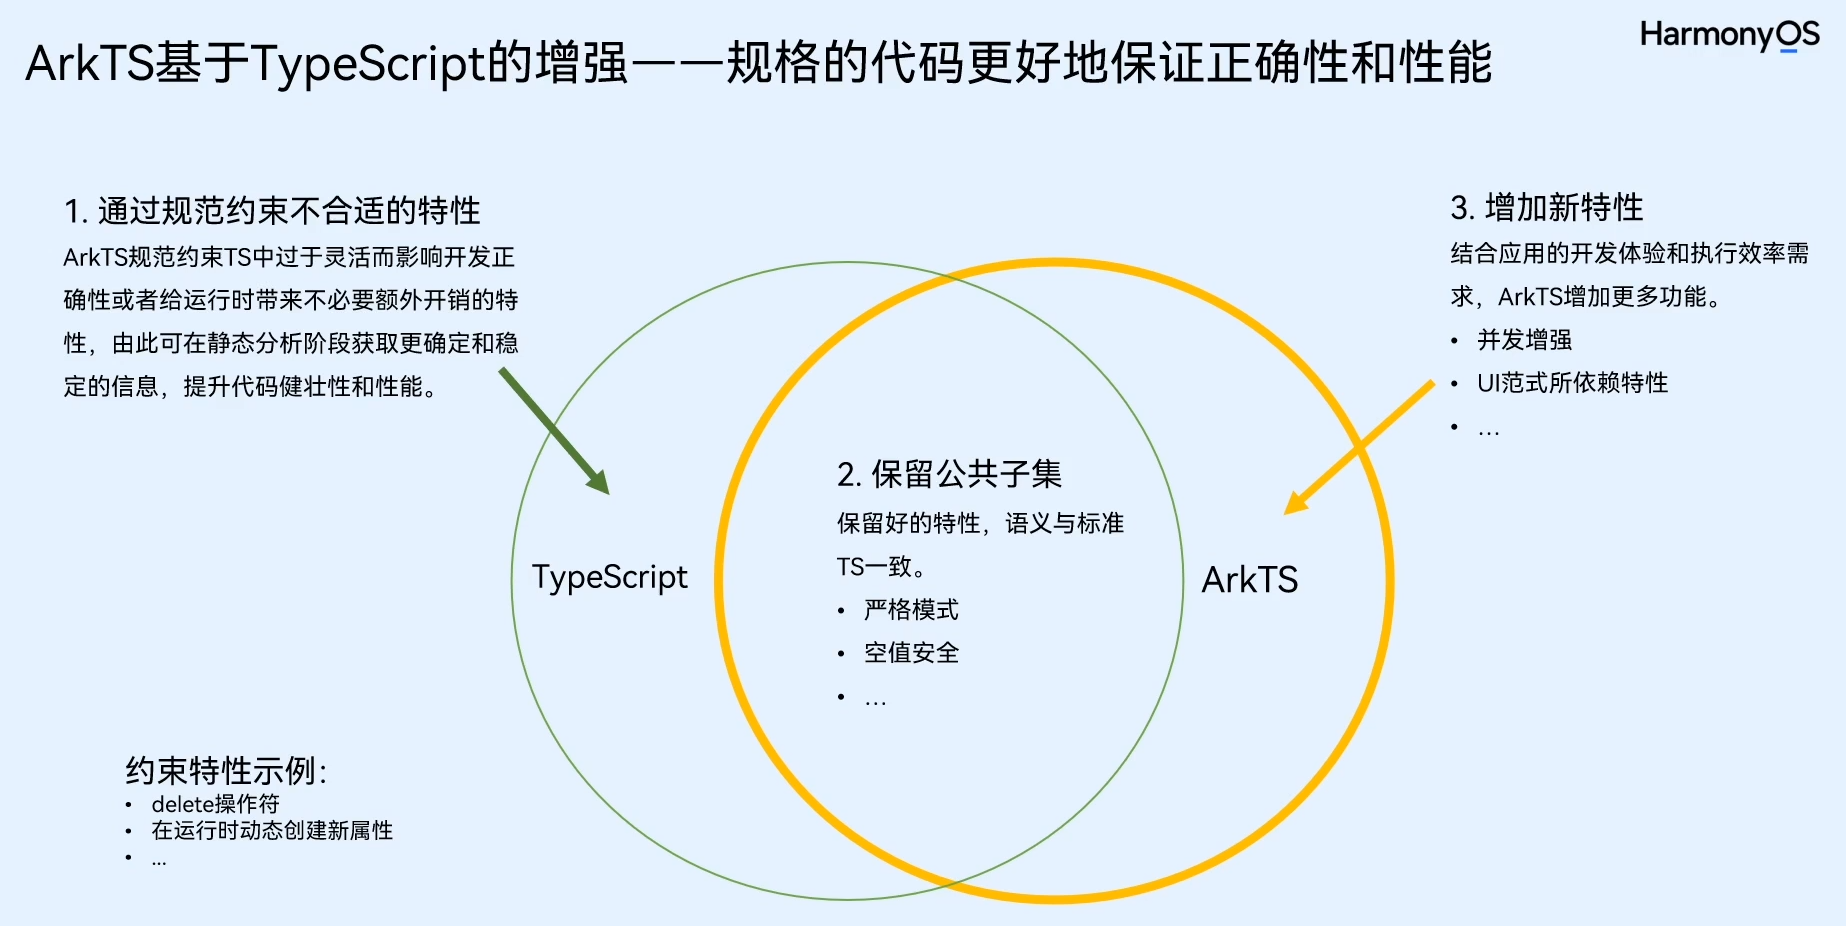 HarmonyOS
ArkTS基于TypeScript的增强——规格的代码更好地保证正确性和性能
1. 通过规范约束不合适的特性
ArkTS规范约束TS中过于灵活而影响开发正
确性或者给运行时带来不必要额外开销的特
性，由此可在静态分析阶段获取更确定和稳
定的信息，提升代码健壮性和性能。
3. 增加新特性
结合应用的开发体验和执行效率需
求，ArkTS增加更多功能。
• 并发增强
• UI范式所依赖特性
• …
TypeScript
2. 保留公共子集
保留好的特性，语义与标准
TS一致。
• 严格模式
• 空值安全
• …
ArkTS
约束特性示例：
• delete操作符
• 在运行时动态创建新属性
• ...